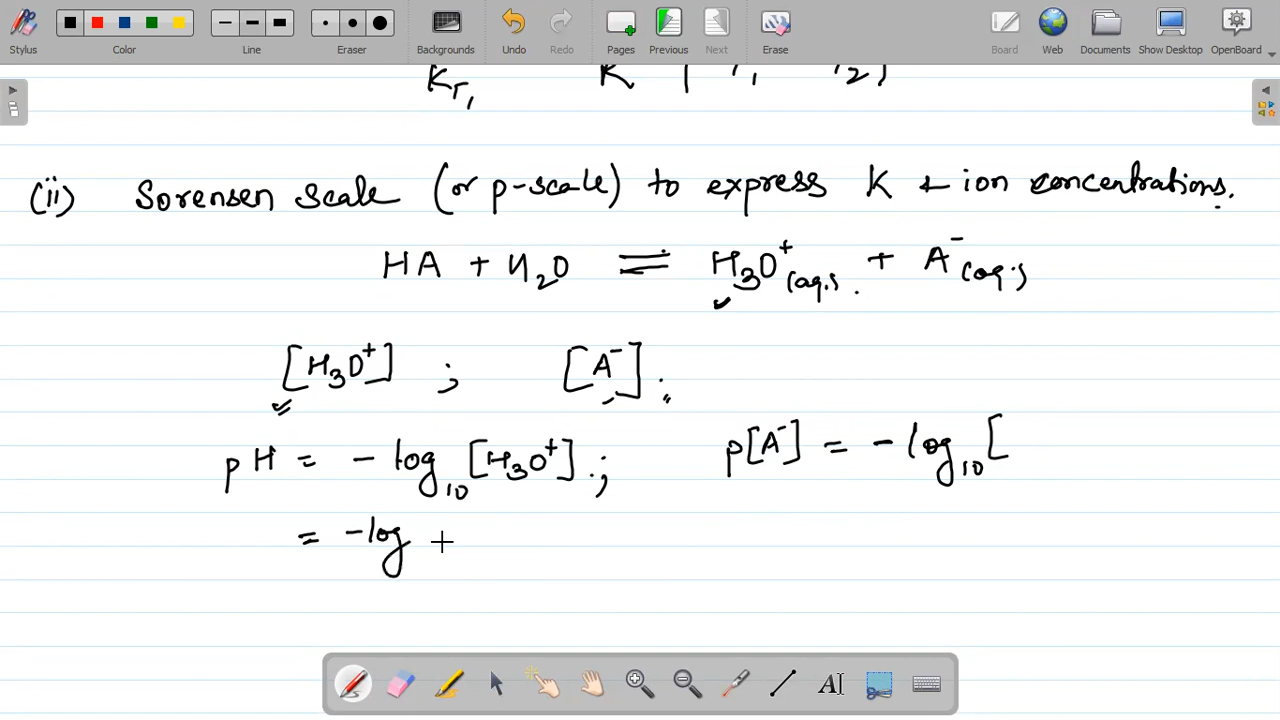 Stylus Color Line Eraser Backgrounds Undo Redo Pages Previous Next Erase Board Web Documents Show Desktop OpenBoard
(ii) Sorensen Scale (or p-scale) to express K & ion concentrations.
HA + H₂O ⇌ H₃O⁺(aq.) + A⁻(aq.)
[H₃O⁺] ; [A⁻].
pH = - log₁₀ [H₃O⁺] ; p[A⁻] = - log₁₀ [
= -log
AI